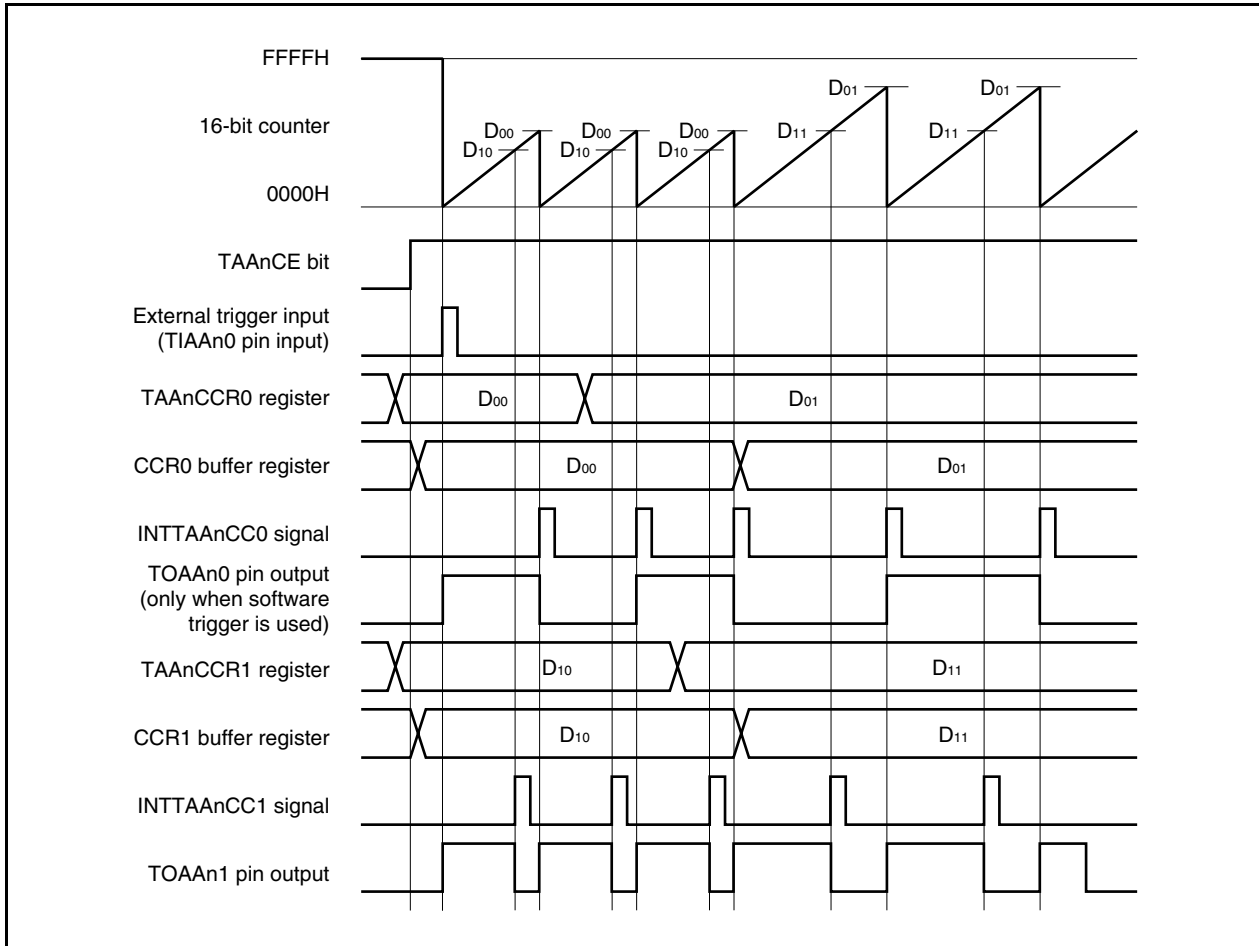 FFFFH
16-bit counter
0000H
D01 D01
D00 D00 D00 D11 D11
D10 D10 D10
TAAnCE bit
External trigger input
(TIAAn0 pin input)
TAAnCCR0 register
D00 D01
CCR0 buffer register
D00 D01
INTTAAnCC0 signal
TOAAn0 pin output
(only when software
trigger is used)
TAAnCCR1 register
D10 D11
CCR1 buffer register
D10 D11
INTTAAnCC1 signal
TOAAn1 pin output